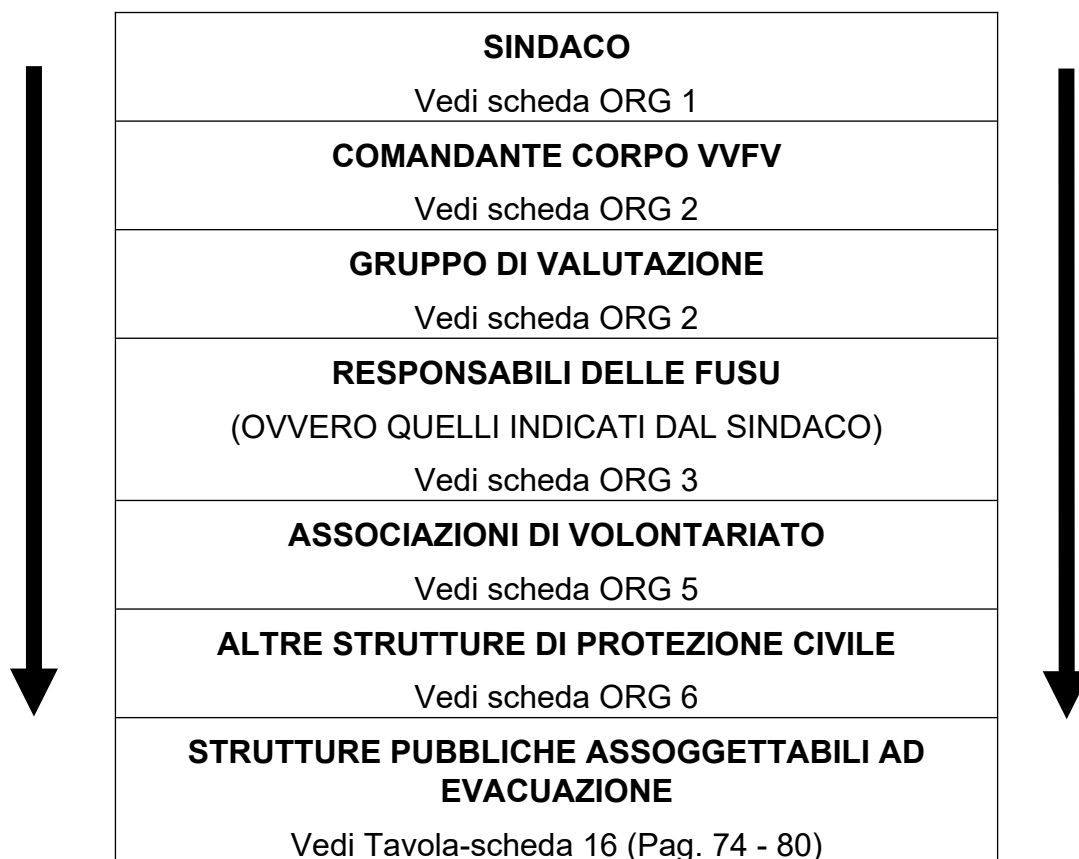 SINDACO
Vedi scheda ORG 1
COMANDANTE CORPO VVFV
Vedi scheda ORG 2
GRUPPO DI VALUTAZIONE
Vedi scheda ORG 2
RESPONSABILI DELLE FUSU
(OVVERO QUELLI INDICATI DAL SINDACO)
Vedi scheda ORG 3
ASSOCIAZIONI DI VOLONTARIATO
Vedi scheda ORG 5
ALTRE STRUTTURE DI PROTEZIONE CIVILE
Vedi scheda ORG 6
STRUTTURE PUBBLICHE ASSOGGETTABILI AD
EVACUAZIONE
Vedi Tavola-scheda 16 (Pag. 74 - 80)